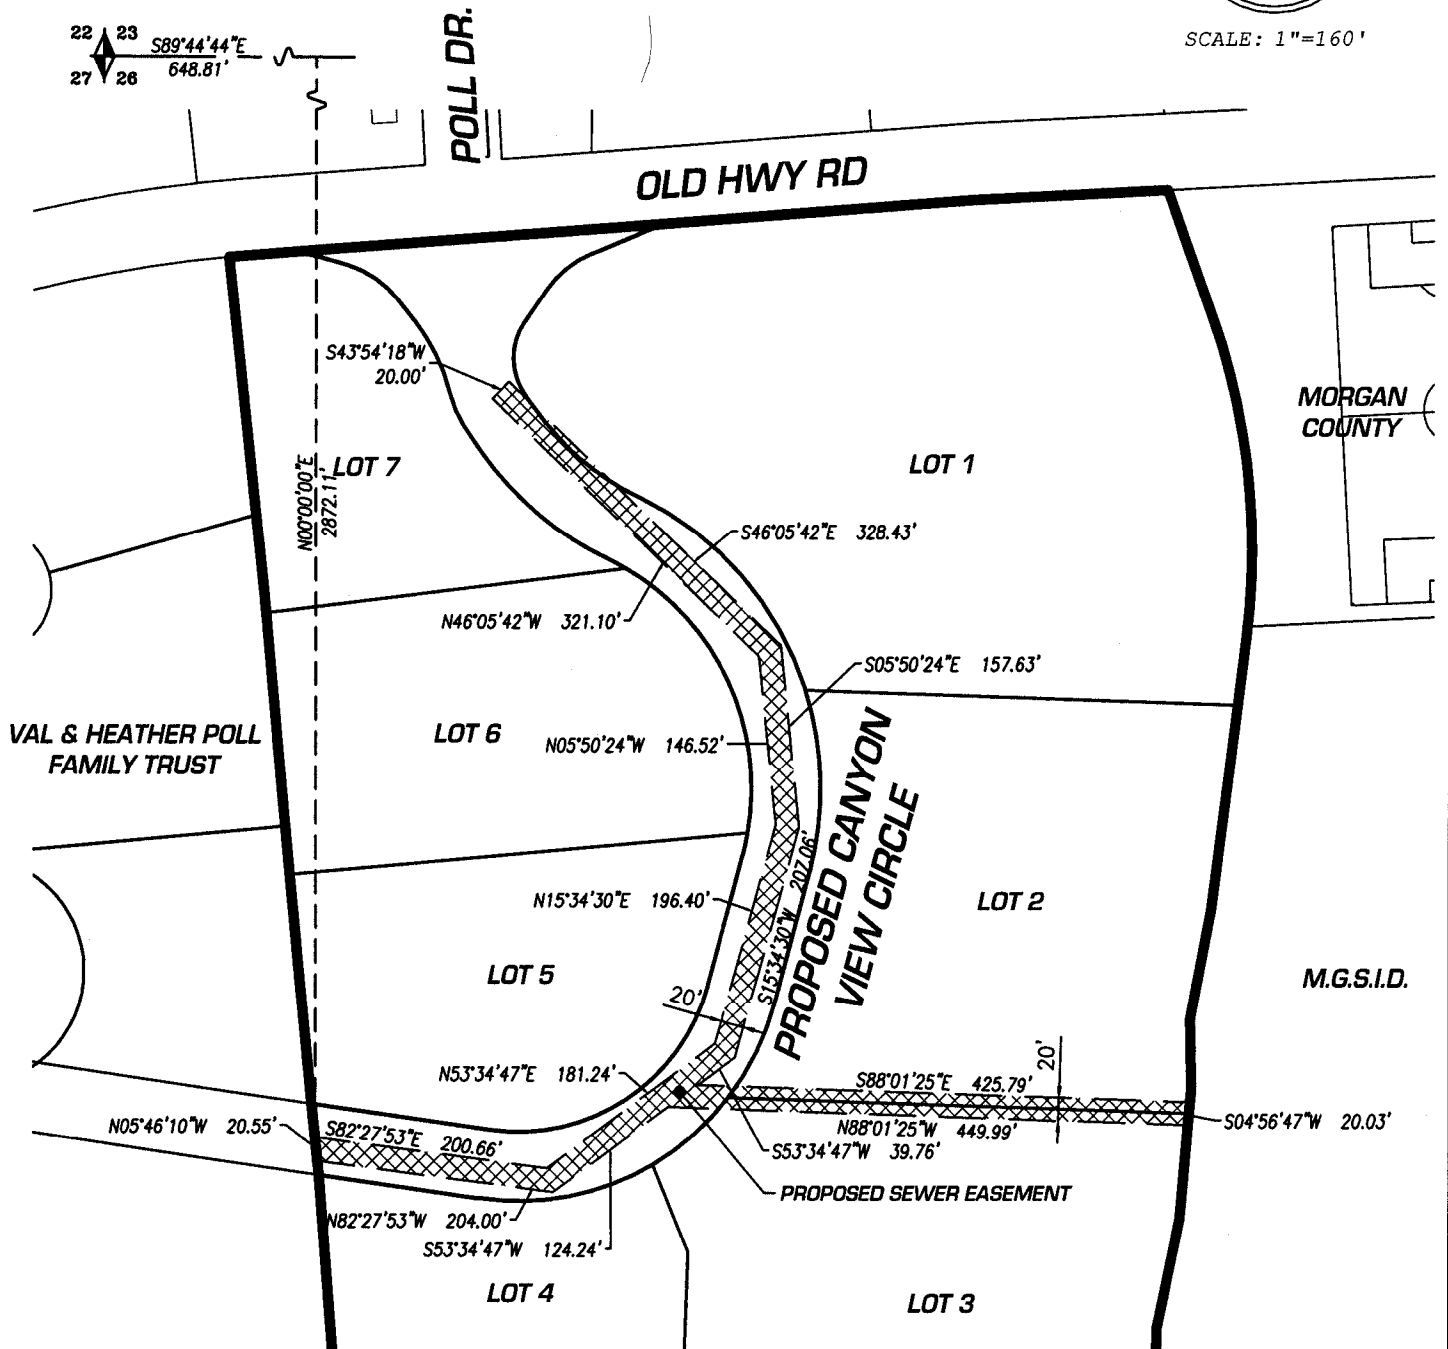 22 23
27 26
S89°44'44"E
648.81'
POLL DR.
SCALE: 1"=160'
OLD HWY RD
S43°54'18"W
20.00'
MORGAN
COUNTY
LOT 7
LOT 1
N00°00'00"E
2872.11'
S46°05'42"E 328.43'
N46°05'42"W 321.10'
S05°50'24"E 157.63'
VAL & HEATHER POLL
FAMILY TRUST
LOT 6
N05°50'24"W 146.52'
PROPOSED CANYON
VIEW CIRCLE
N15°34'30"E 196.40'
S15°34'30"W 207.06'
LOT 2
LOT 5
M.G.S.I.D.
20'
20'
N53°34'47"E 181.24'
S88°01'25"E 425.79'
N05°46'10"W 20.55'
S82°27'53"E 200.66'
N88°01'25"W 449.99'
S04°56'47"W 20.03'
S53°34'47"W 39.76'
PROPOSED SEWER EASEMENT
N82°27'53"W 204.00'
S53°34'47"W 124.24'
LOT 4
LOT 3